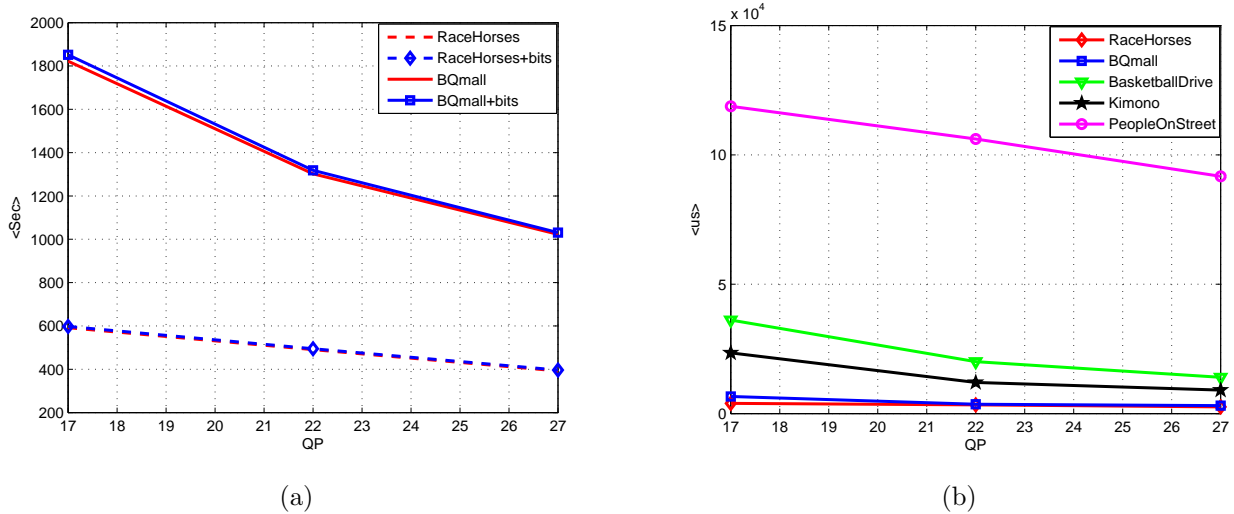 2000
1800
1600
1400
1200
1000
800
600
400
200
<Sec>
17 18 19 20 21 22 23 24 25 26 27
QP
RaceHorses
RaceHorses+bits
BQmall
BQmall+bits
(a)
x 10^4
15
10
5
0
<us>
17 18 19 20 21 22 23 24 25 26 27
QP
RaceHorses
BQmall
BasketballDrive
Kimono
PeopleOnStreet
(b)